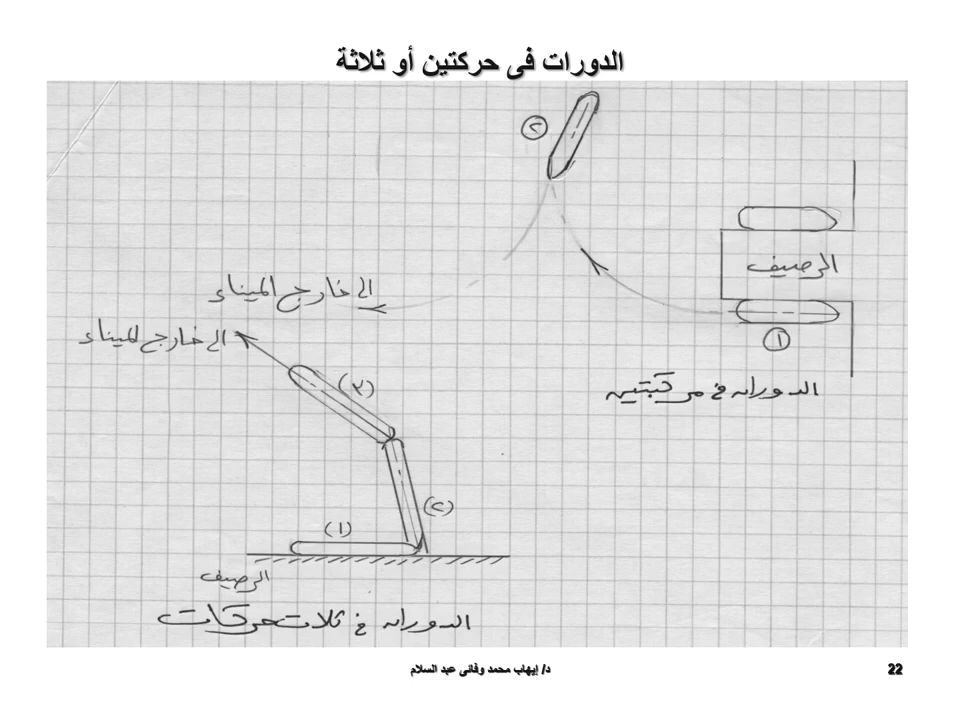 الدورات فى حركتين أو ثلاثة
٢
الرصيف
الى خارج الميناء
١
الى خارج الميناء
(٣)
الدوران في مركبتين
(٢)
(١)
الرصيف
الدوران في ثلاث حركات
د/ إيهاب محمد وفائى عبد السلام
22